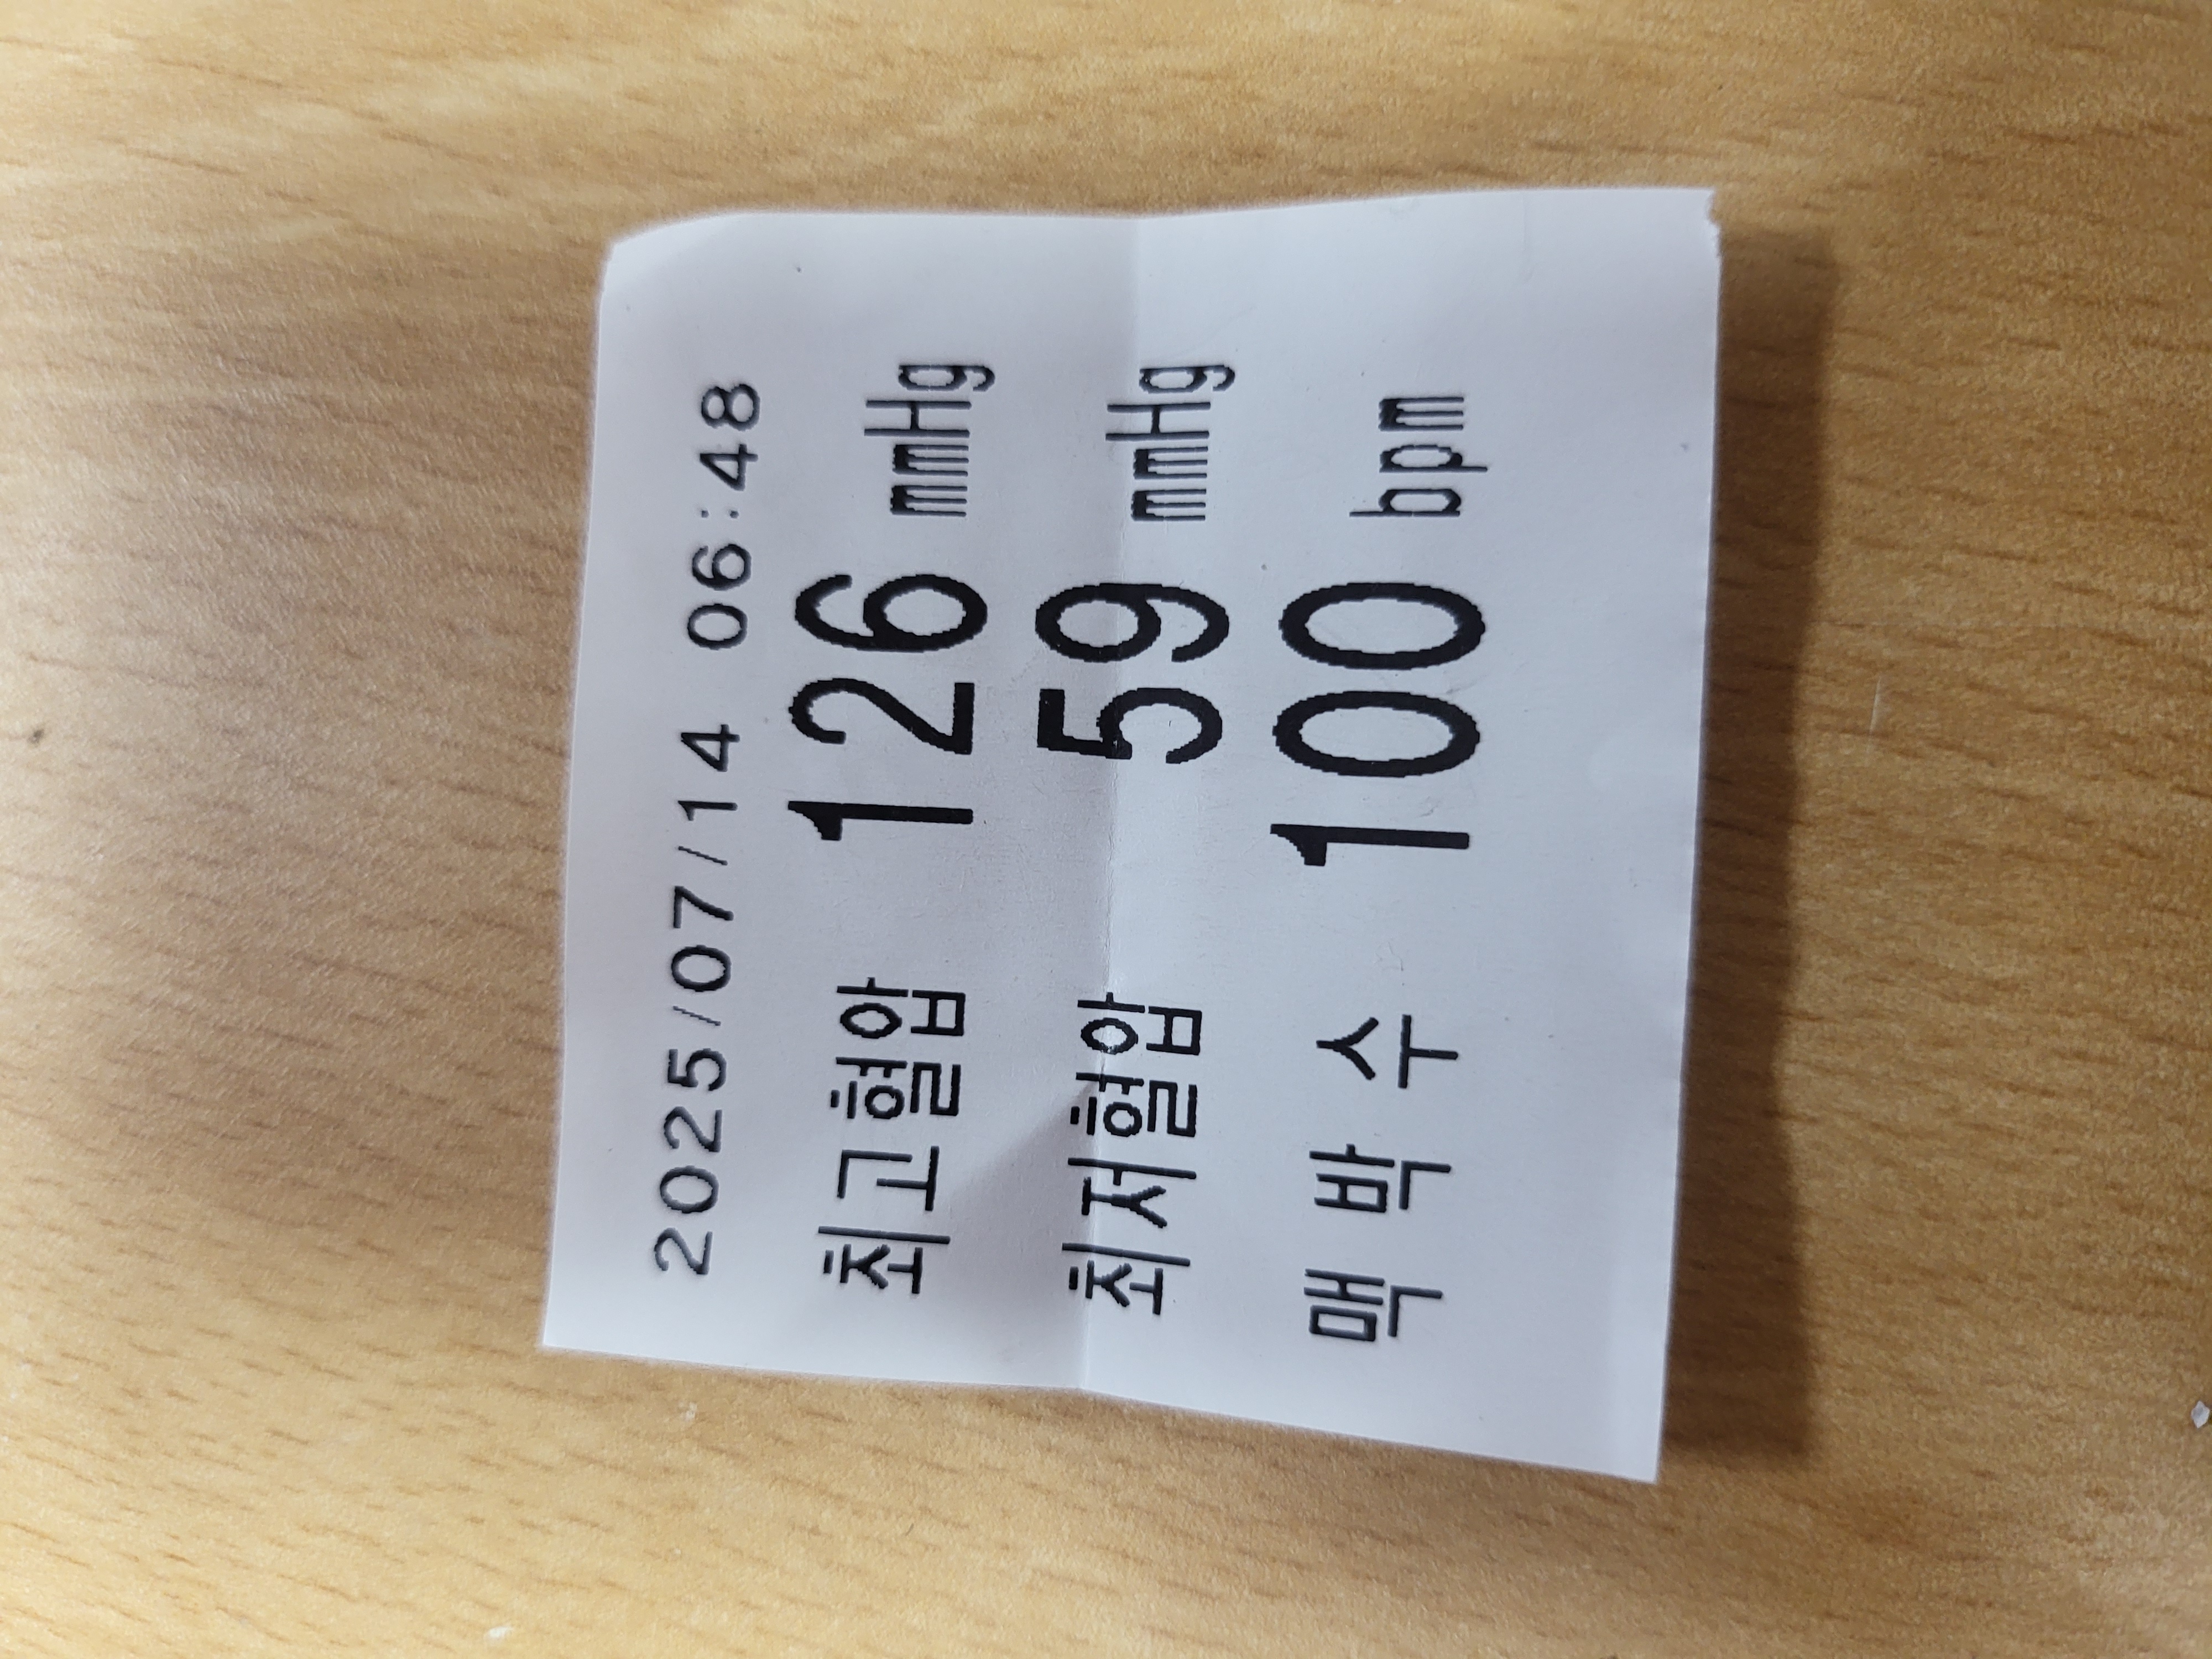 2025/07/14 06:48
최고혈압 126 mmHg
최저혈압 59 mmHg
맥 박 수 100 bpm